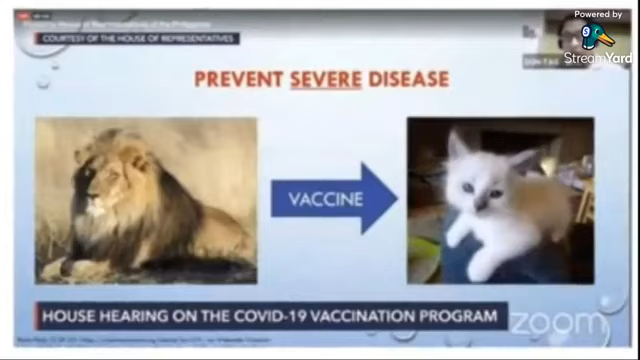 Powered by
StreamYard
COURTESY OF THE HOUSE OF REPRESENTATIVES
PREVENT SEVERE DISEASE
VACCINE
HOUSE HEARING ON THE COVID-19 VACCINATION PROGRAM
zoom